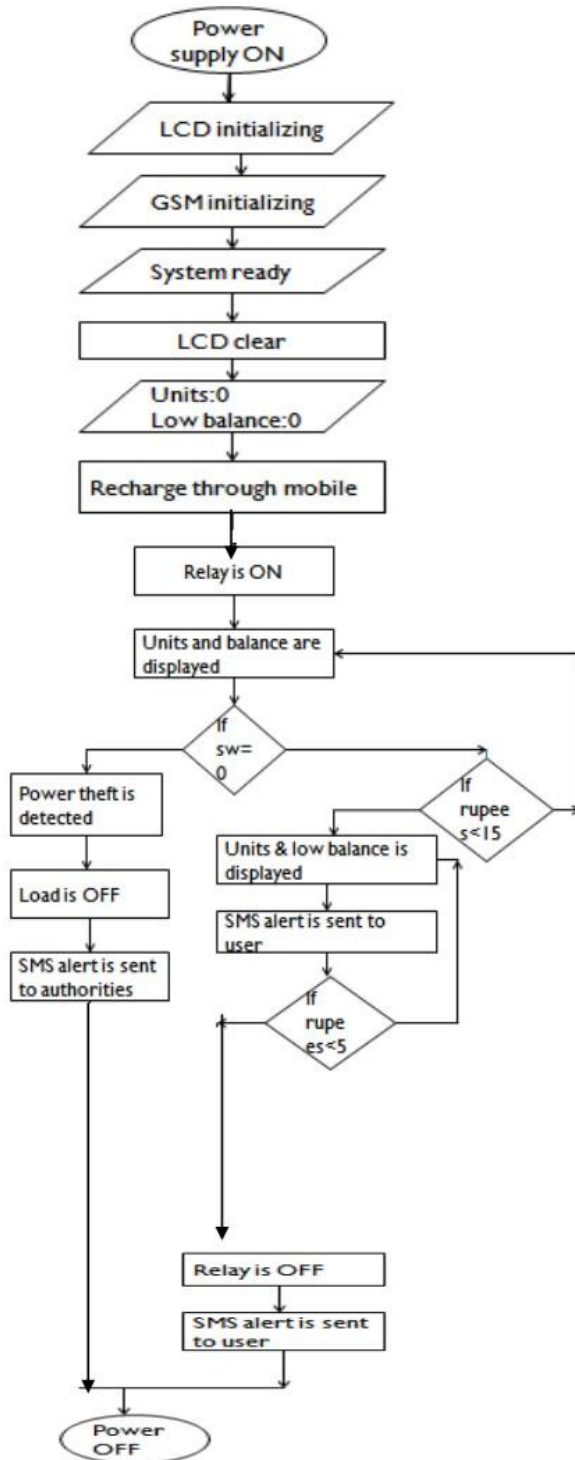 Power
supply ON
LCD initializing
GSM initializing
System ready
LCD clear
Units:0
Low balance:0
Recharge through mobile
Relay is ON
Units and balance are
displayed
If
sw=
0
Power theft is
detected
Load is OFF
SMS alert is sent
to authorities
If
rupee
s<15
Units & low balance is
displayed
SMS alert is sent to
user
If
rupe
es<5
Relay is OFF
SMS alert is sent
to user
Power
OFF